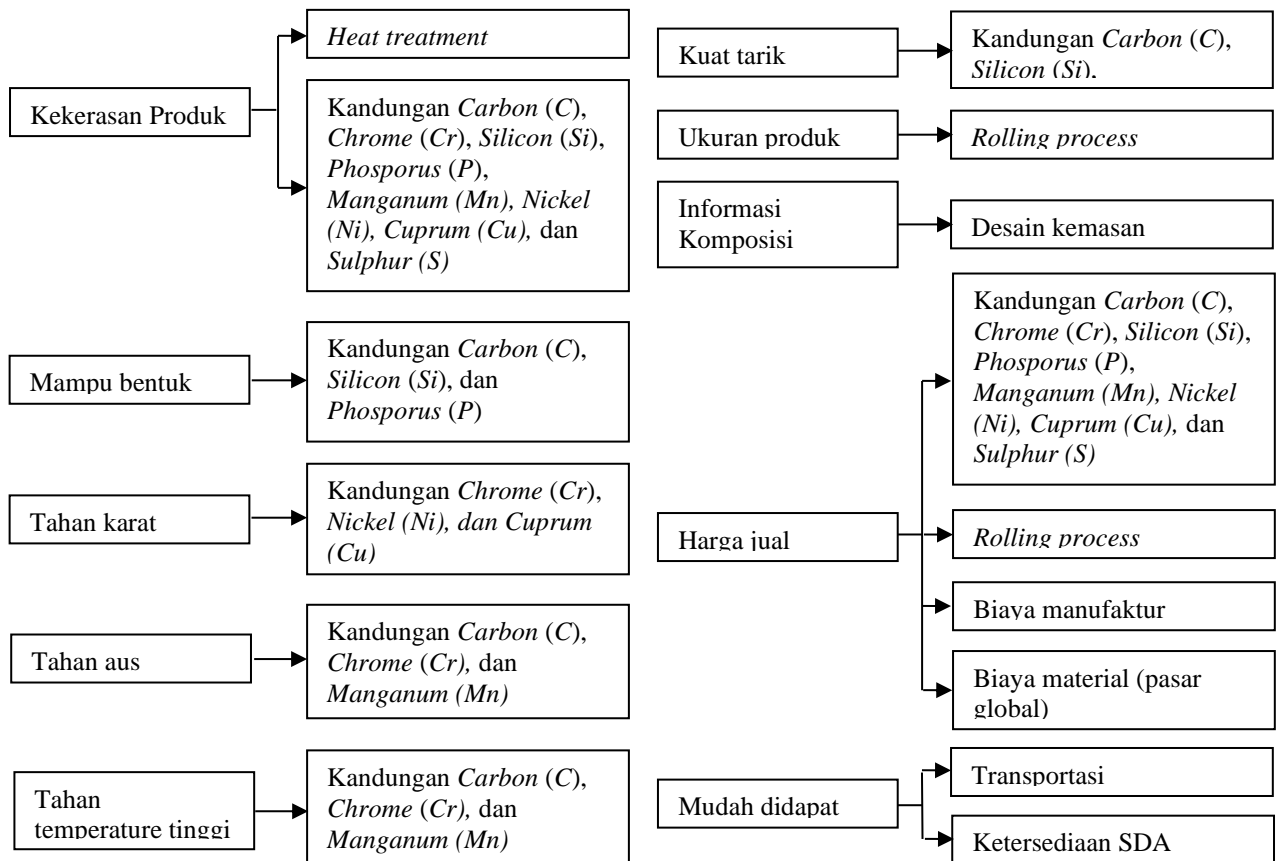 Kekerasan Produk
Heat treatment
Kandungan Carbon (C),
Chrome (Cr), Silicon (Si),
Phosporus (P),
Manganum (Mn), Nickel
(Ni), Cuprum (Cu), dan
Sulphur (S)
Mampu bentuk
Kandungan Carbon (C),
Silicon (Si), dan
Phosporus (P)
Tahan karat
Kandungan Chrome (Cr),
Nickel (Ni), dan Cuprum
(Cu)
Tahan aus
Kandungan Carbon (C),
Chrome (Cr), dan
Manganum (Mn)
Tahan
temperature tinggi
Kandungan Carbon (C),
Chrome (Cr), dan
Manganum (Mn)
Kuat tarik
Kandungan Carbon (C),
Silicon (Si),
Ukuran produk
Rolling process
Informasi
Komposisi
Desain kemasan
Harga jual
Kandungan Carbon (C),
Chrome (Cr), Silicon (Si),
Phosporus (P),
Manganum (Mn), Nickel
(Ni), Cuprum (Cu), dan
Sulphur (S)
Rolling process
Biaya manufaktur
Biaya material (pasar
global)
Mudah didapat
Transportasi
Ketersediaan SDA